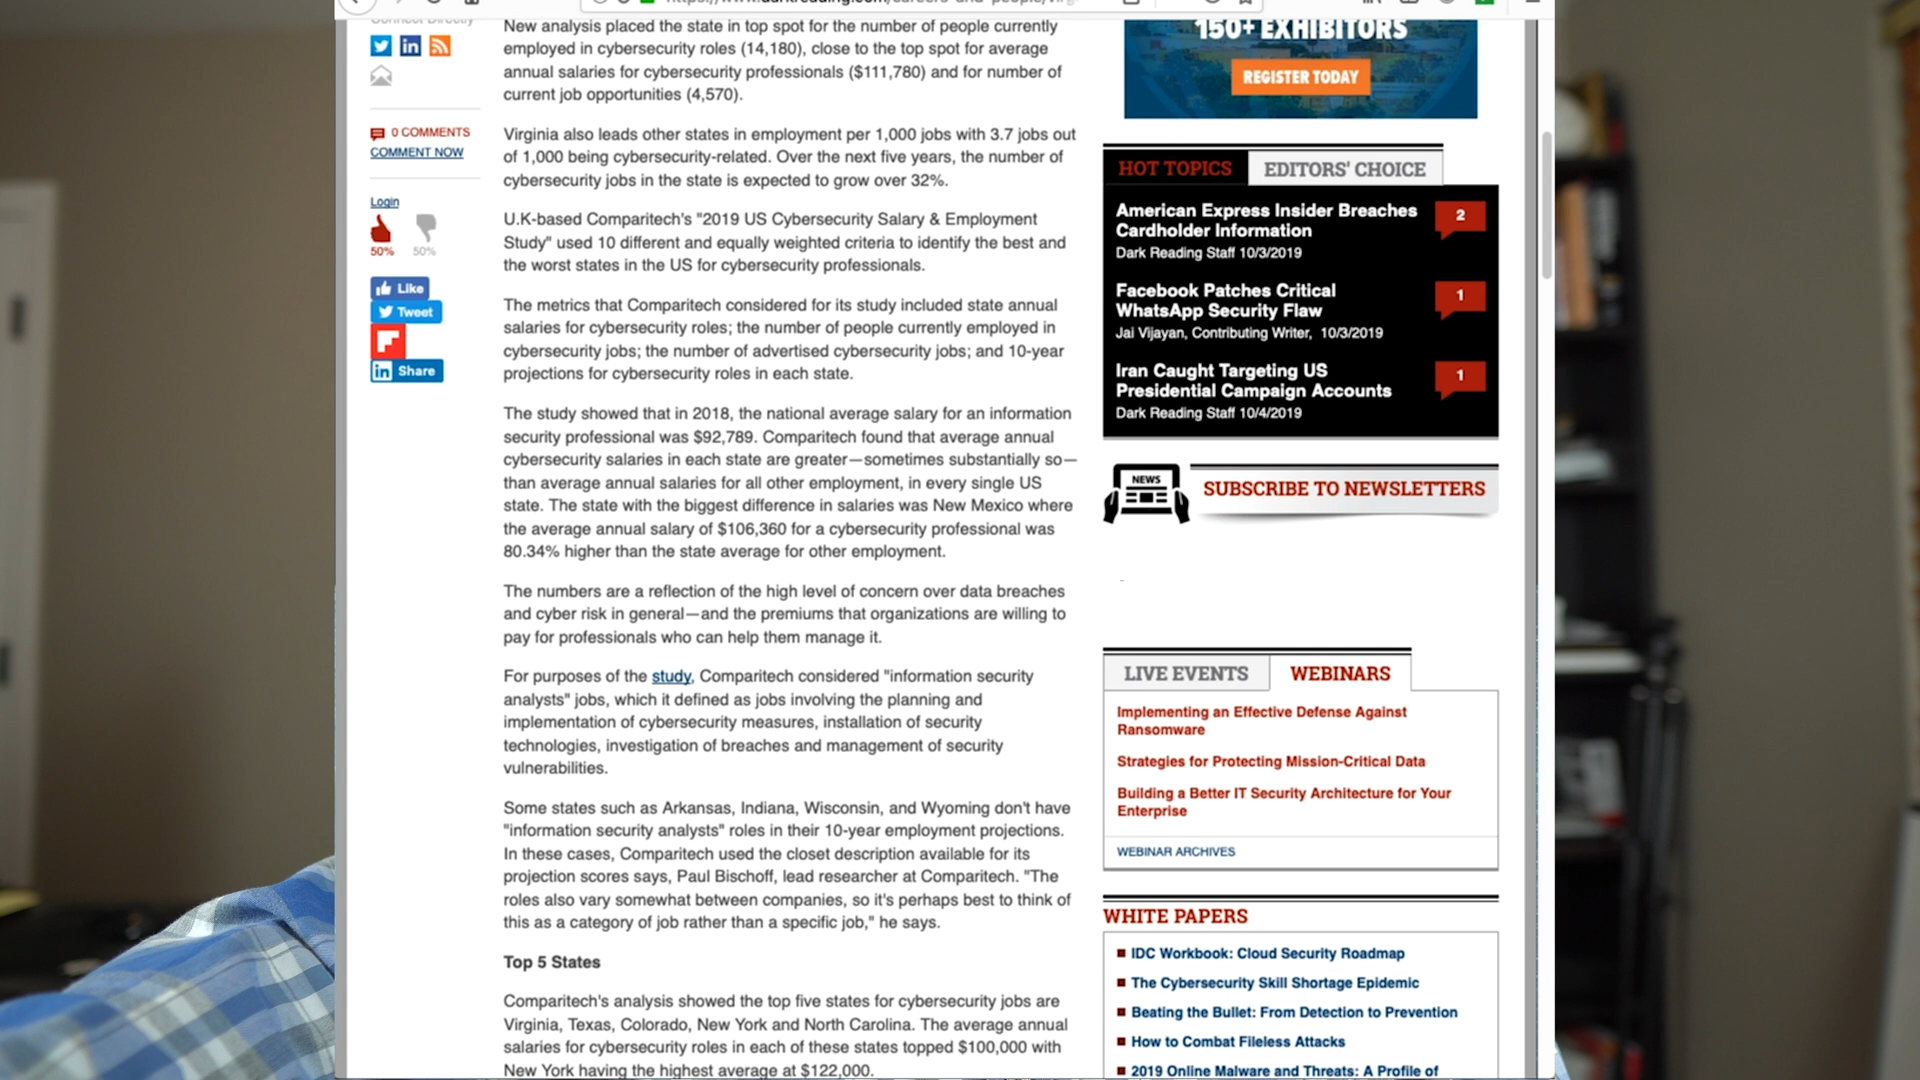 Connect Directly
0 COMMENTS
COMMENT NOW
Login
50% 50%
Like
Tweet
in Share
New analysis placed the state in top spot for the number of people currently
employed in cybersecurity roles (14,180), close to the top spot for average
annual salaries for cybersecurity professionals ($111,780) and for number of
current job opportunities (4,570).
Virginia also leads other states in employment per 1,000 jobs with 3.7 jobs out
of 1,000 being cybersecurity-related. Over the next five years, the number of
cybersecurity jobs in the state is expected to grow over 32%.
U.K-based Comparitech's "2019 US Cybersecurity Salary & Employment
Study" used 10 different and equally weighted criteria to identify the best and
the worst states in the US for cybersecurity professionals.
The metrics that Comparitech considered for its study included state annual
salaries for cybersecurity roles; the number of people currently employed in
cybersecurity jobs; the number of advertised cybersecurity jobs; and 10-year
projections for cybersecurity roles in each state.
The study showed that in 2018, the national average salary for an information
security professional was $92,789. Comparitech found that average annual
cybersecurity salaries in each state are greater—sometimes substantially so—
than average annual salaries for all other employment, in every single US
state. The state with the biggest difference in salaries was New Mexico where
the average annual salary of $106,360 for a cybersecurity professional was
80.34% higher than the state average for other employment.
The numbers are a reflection of the high level of concern over data breaches
and cyber risk in general—and the premiums that organizations are willing to
pay for professionals who can help them manage it.
For purposes of the study, Comparitech considered "information security
analysts" jobs, which it defined as jobs involving the planning and
implementation of cybersecurity measures, installation of security
technologies, investigation of breaches and management of security
vulnerabilities.
Some states such as Arkansas, Indiana, Wisconsin, and Wyoming don't have
"information security analysts" roles in their 10-year employment projections.
In these cases, Comparitech used the closet description available for its
projection scores says, Paul Bischoff, lead researcher at Comparitech. "The
roles also vary somewhat between companies, so it's perhaps best to think of
this as a category of job rather than a specific job," he says.
Top 5 States
Comparitech's analysis showed the top five states for cybersecurity jobs are
Virginia, Texas, Colorado, New York and North Carolina. The average annual
salaries for cybersecurity roles in each of these states topped $100,000 with
New York having the highest average at $122,000.
150+ EXHIBITORS
REGISTER TODAY
HOT TOPICS EDITORS' CHOICE
American Express Insider Breaches
Cardholder Information
2
Dark Reading Staff 10/3/2019
Facebook Patches Critical
WhatsApp Security Flaw
1
Jai Vijayan, Contributing Writer, 10/3/2019
Iran Caught Targeting US
Presidential Campaign Accounts
1
Dark Reading Staff 10/4/2019
NEWS
SUBSCRIBE TO NEWSLETTERS
LIVE EVENTS WEBINARS
Implementing an Effective Defense Against
Ransomware
Strategies for Protecting Mission-Critical Data
Building a Better IT Security Architecture for Your
Enterprise
WEBINAR ARCHIVES
WHITE PAPERS
IDC Workbook: Cloud Security Roadmap
The Cybersecurity Skill Shortage Epidemic
Beating the Bullet: From Detection to Prevention
How to Combat Fileless Attacks
2019 Online Malware and Threats: A Profile of